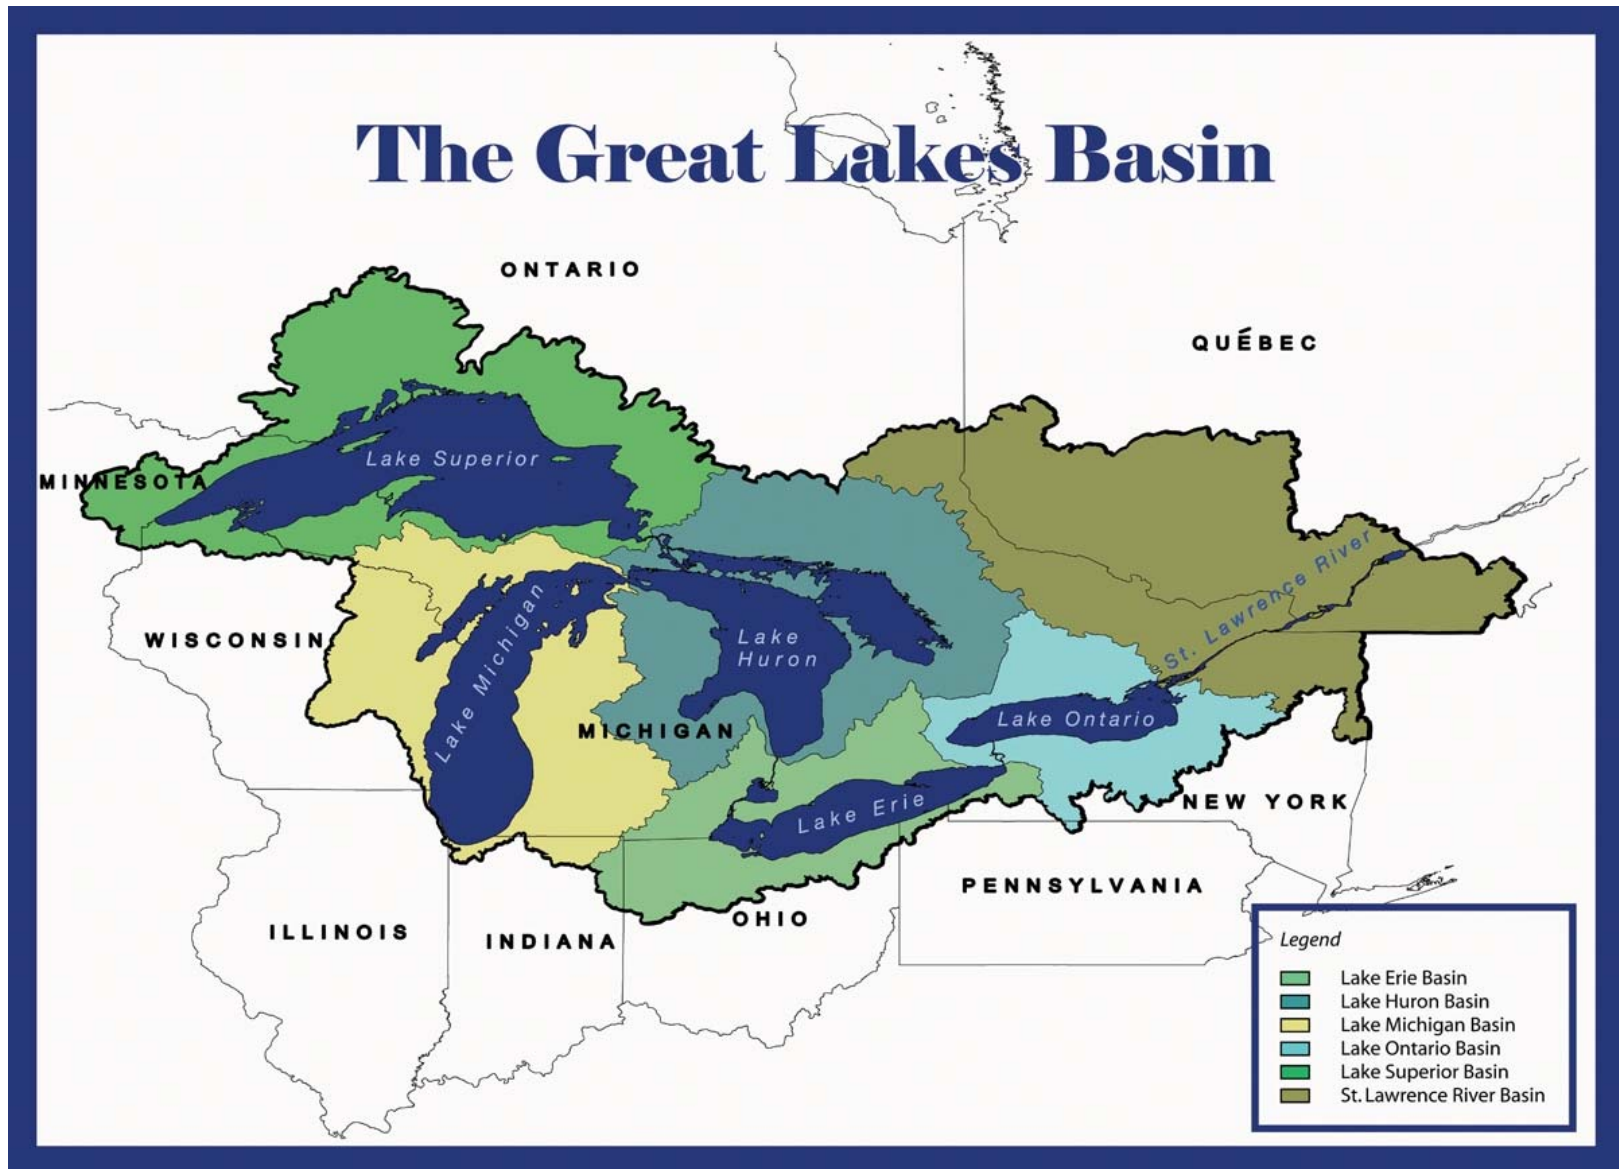 The Great Lakes Basin
ONTARIO
QUÉBEC
Lake Superior
MINNESOTA
St. Lawrence River
WISCONSIN
Lake Michigan
Lake
Huron
MICHIGAN
Lake Ontario
Lake Erie
NEW YORK
PENNSYLVANIA
OHIO
ILLINOIS
INDIANA
Legend
Lake Erie Basin
Lake Huron Basin
Lake Michigan Basin
Lake Ontario Basin
Lake Superior Basin
St. Lawrence River Basin